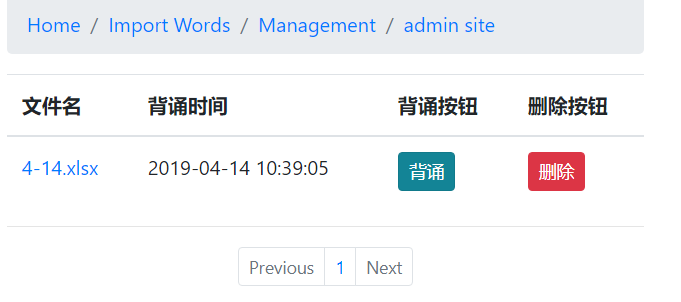 Home / Import Words / Management / admin site
文件名 背诵时间 背诵按钮 删除按钮
4-14.xlsx 2019-04-14 10:39:05 背诵 删除
Previous 1 Next